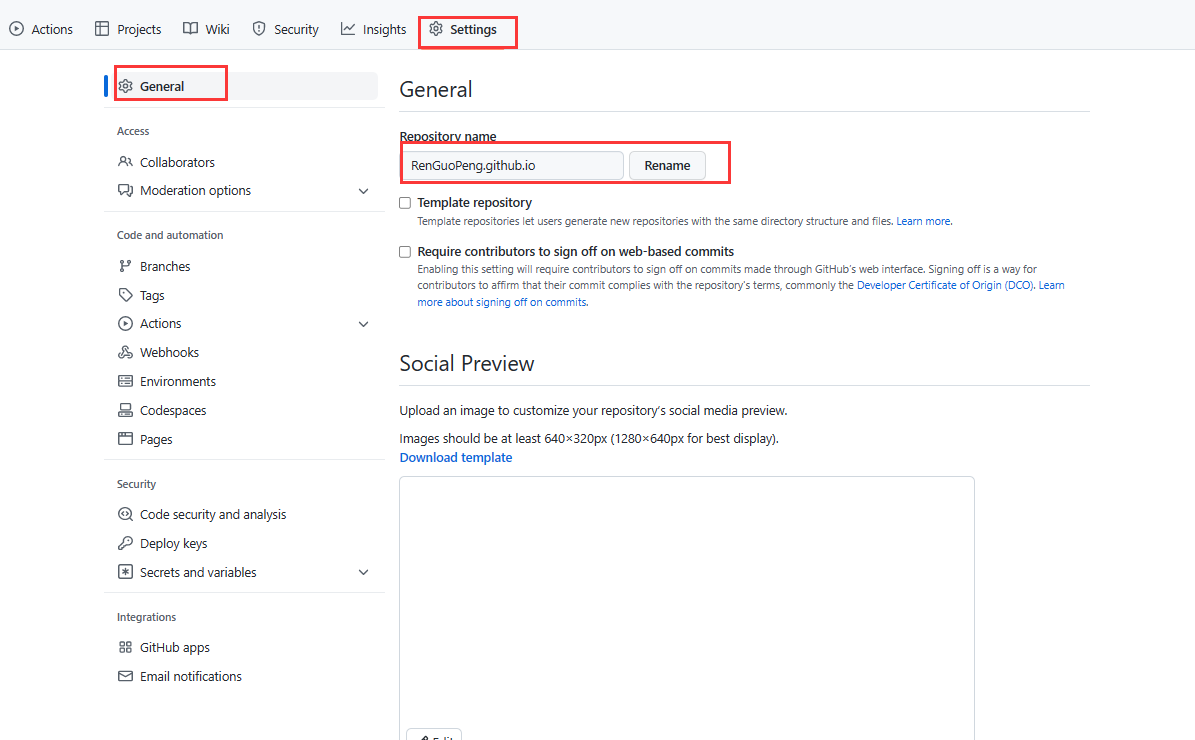 Actions Projects Wiki Security Insights Settings
General
Access
Collaborators
Moderation options
Code and automation
Branches
Tags
Actions
Webhooks
Environments
Codespaces
Pages
Security
Code security and analysis
Deploy keys
Secrets and variables
Integrations
GitHub apps
Email notifications
General
Repository name
RenGuoPeng.github.io Rename
Template repository
Template repositories let users generate new repositories with the same directory structure and files. Learn more.
Require contributors to sign off on web-based commits
Enabling this setting will require contributors to sign off on commits made through GitHub's web interface. Signing off is a way for
contributors to affirm that their commit complies with the repository's terms, commonly the Developer Certificate of Origin (DCO). Learn
more about signing off on commits.
Social Preview
Upload an image to customize your repository's social media preview.
Images should be at least 640×320px (1280×640px for best display).
Download template
Edit